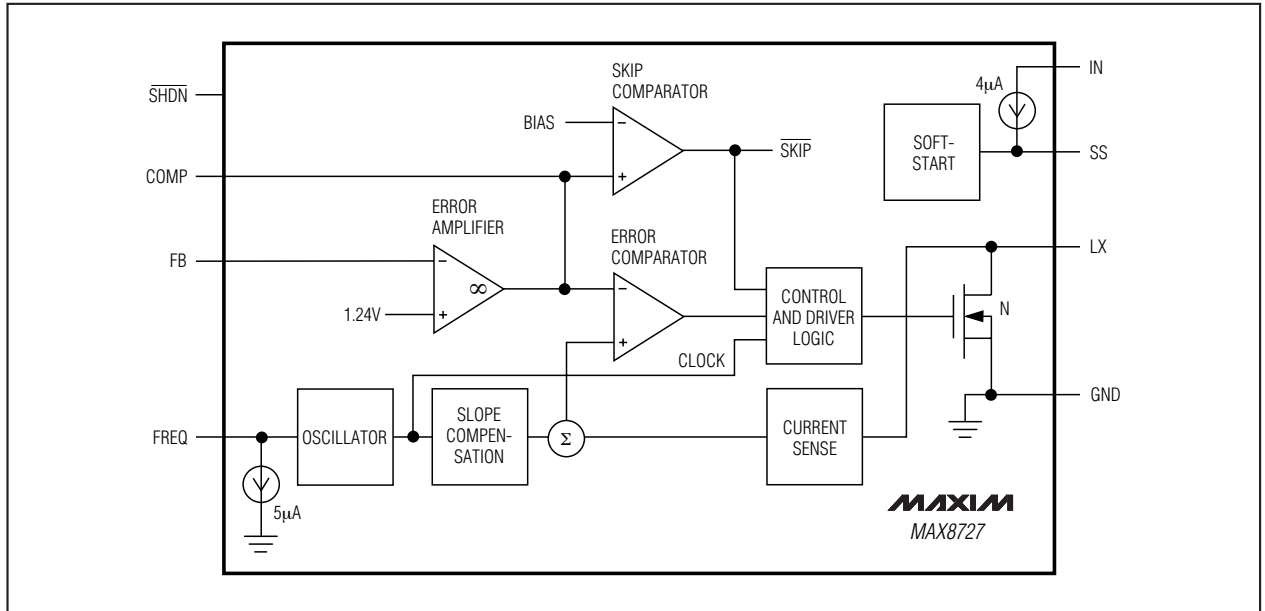 SKIP
COMPARATOR
IN
4µA
SHDN
BIAS
SKIP
SOFT-
START
SS
COMP
ERROR
AMPLIFIER
ERROR
COMPARATOR
LX
FB
∞
1.24V
CONTROL
AND DRIVER
LOGIC
N
CLOCK
GND
FREQ
OSCILLATOR
SLOPE
COMPEN-
SATION
Σ
CURRENT
SENSE
5µA
MAXIM
MAX8727